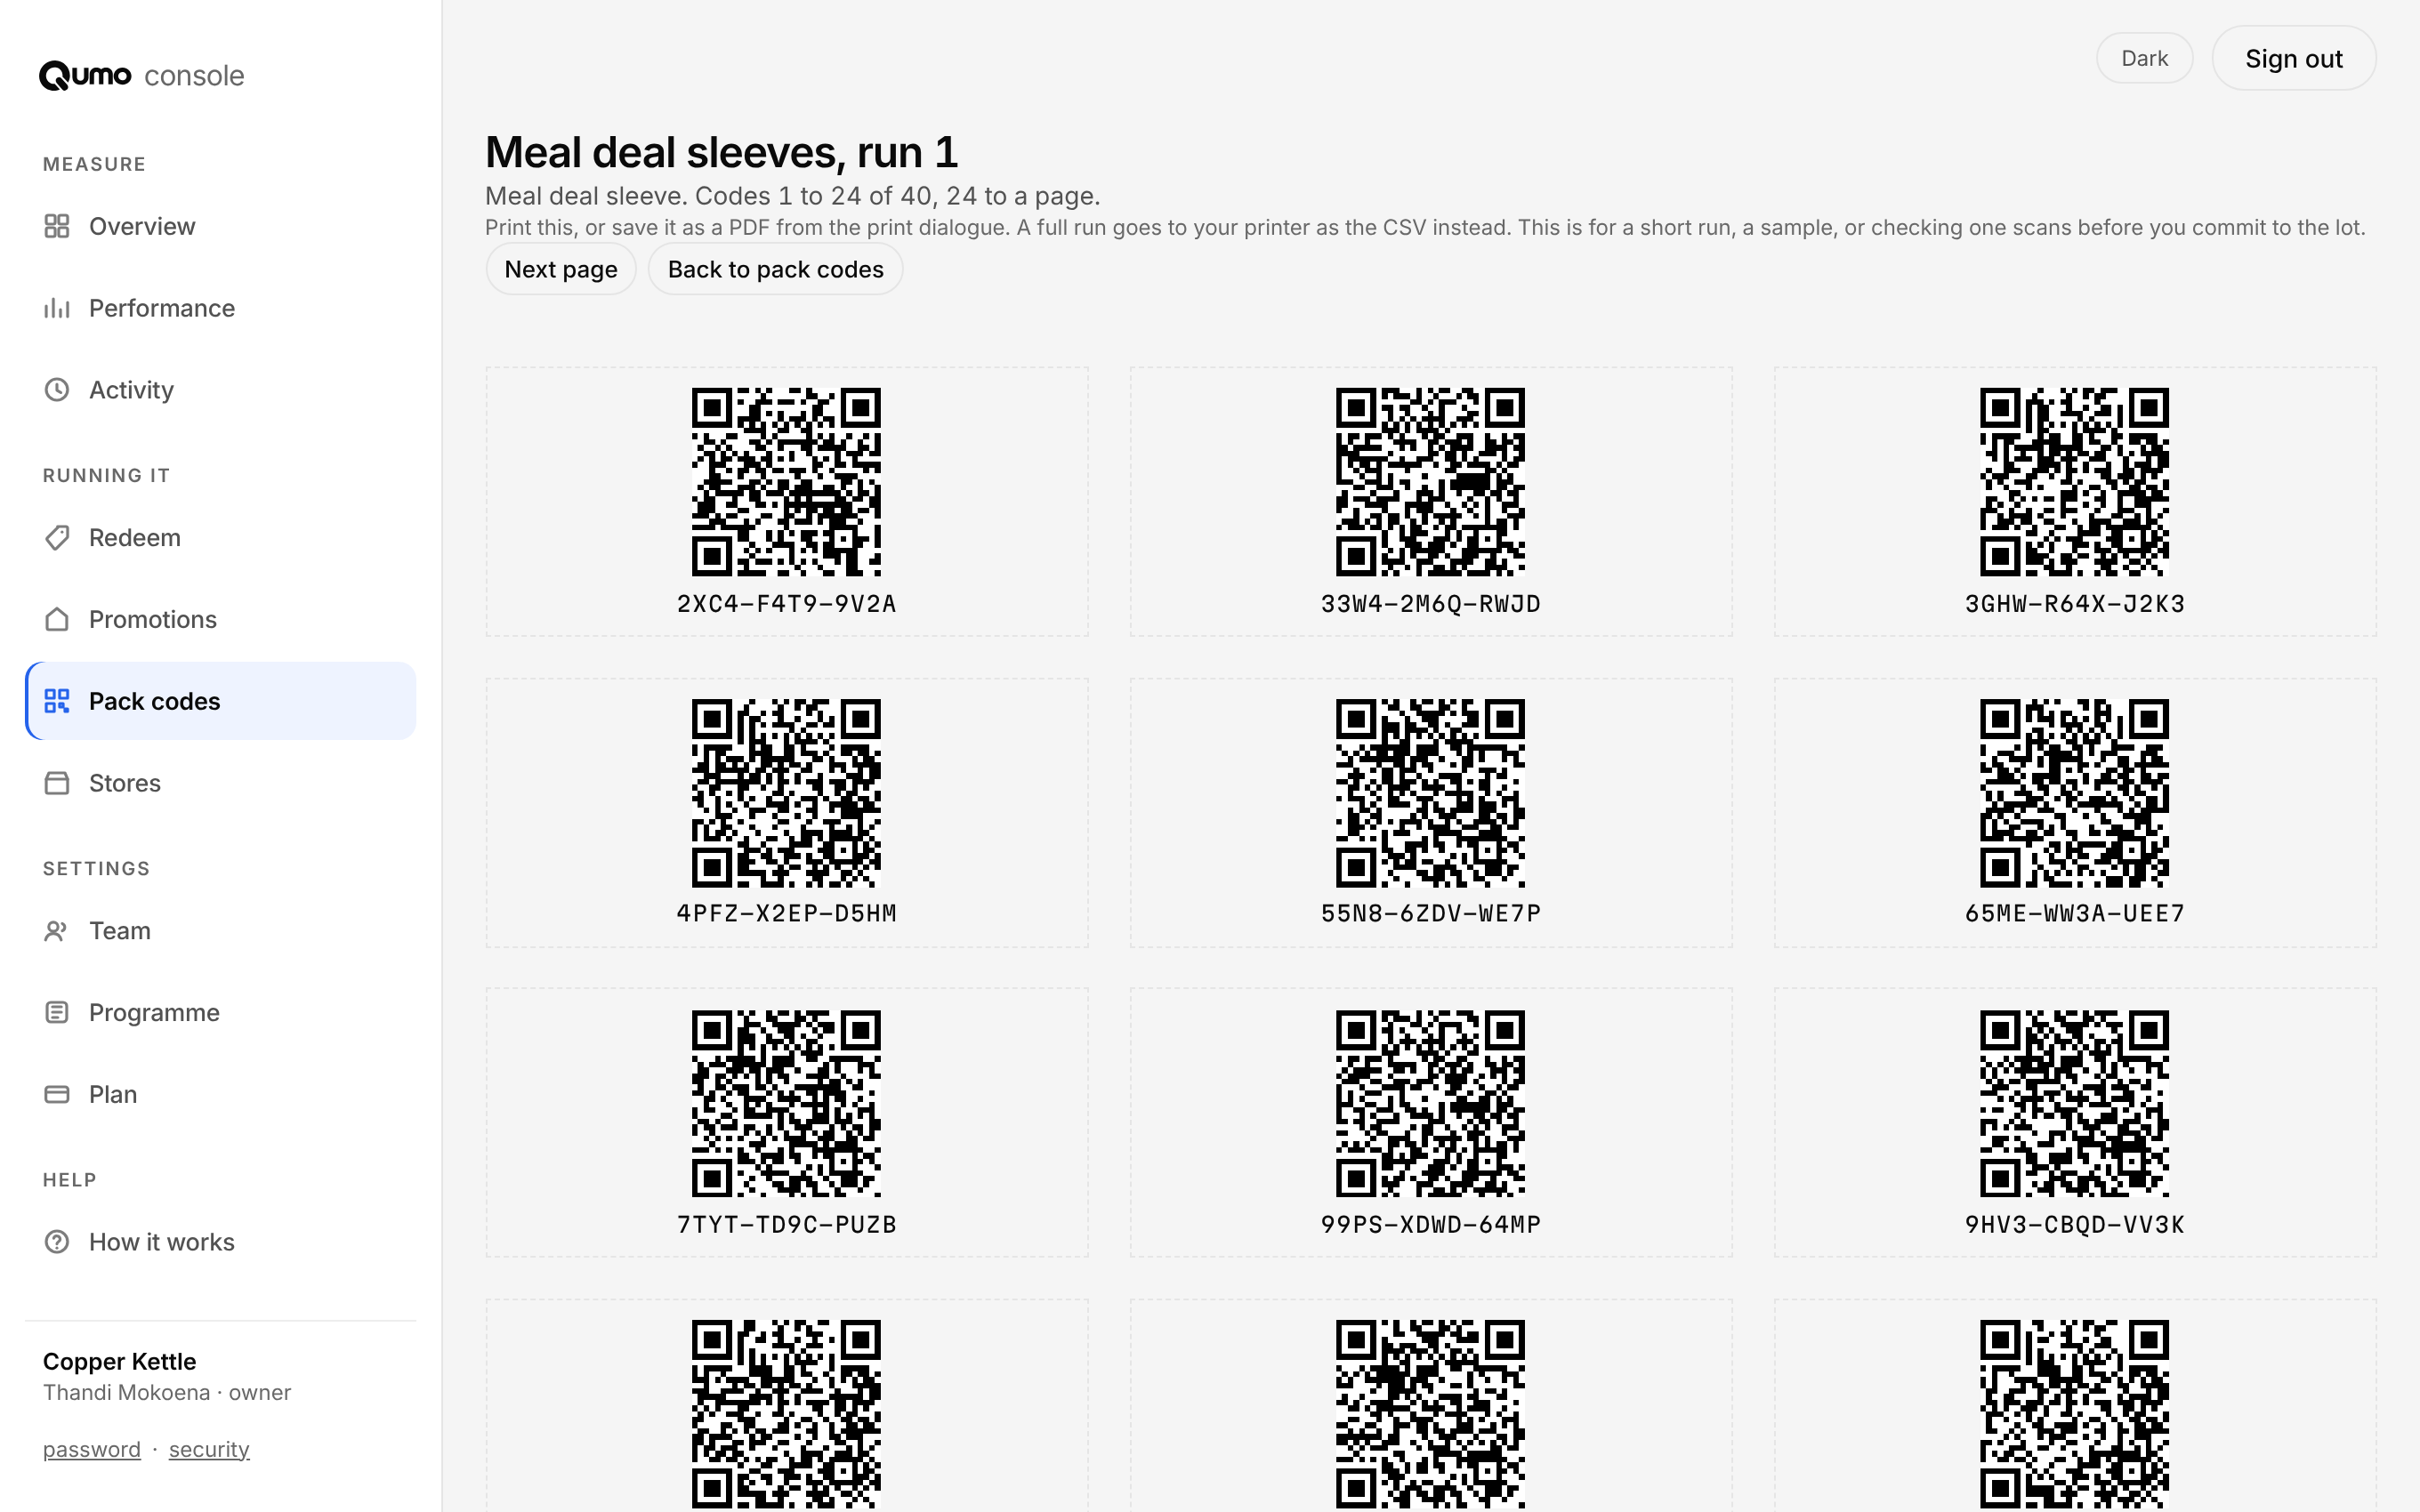 Qumo console
MEASURE
Overview
Performance
Activity
RUNNING IT
Redeem
Promotions
Pack codes
Stores
SETTINGS
Team
Programme
Plan
HELP
How it works
Copper Kettle
Thandi Mokoena · owner
password · security
Dark
Sign out
Meal deal sleeves, run 1
Meal deal sleeve. Codes 1 to 24 of 40, 24 to a page.
Print this, or save it as a PDF from the print dialogue. A full run goes to your printer as the CSV instead. This is for a short run, a sample, or checking one scans before you commit to the lot.
Next page
Back to pack codes
2XC4-F4T9-9V2A
33W4-2M6Q-RWJD
3GHW-R64X-J2K3
4PFZ-X2EP-D5HM
55N8-6ZDV-WE7P
65ME-WW3A-UEE7
7TYT-TD9C-PUZB
99PS-XDWD-64MP
9HV3-CBQD-VV3K